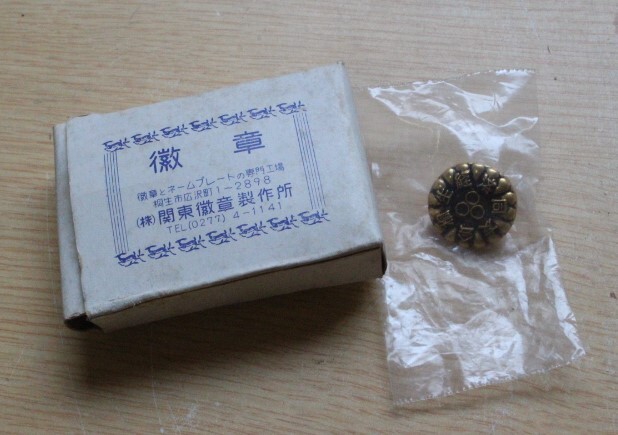 徽章
徽章とネームプレートの専門工場
桐生市広沢町1-2898
(株)関東徽章製作所
TEL(0277) 4-1141